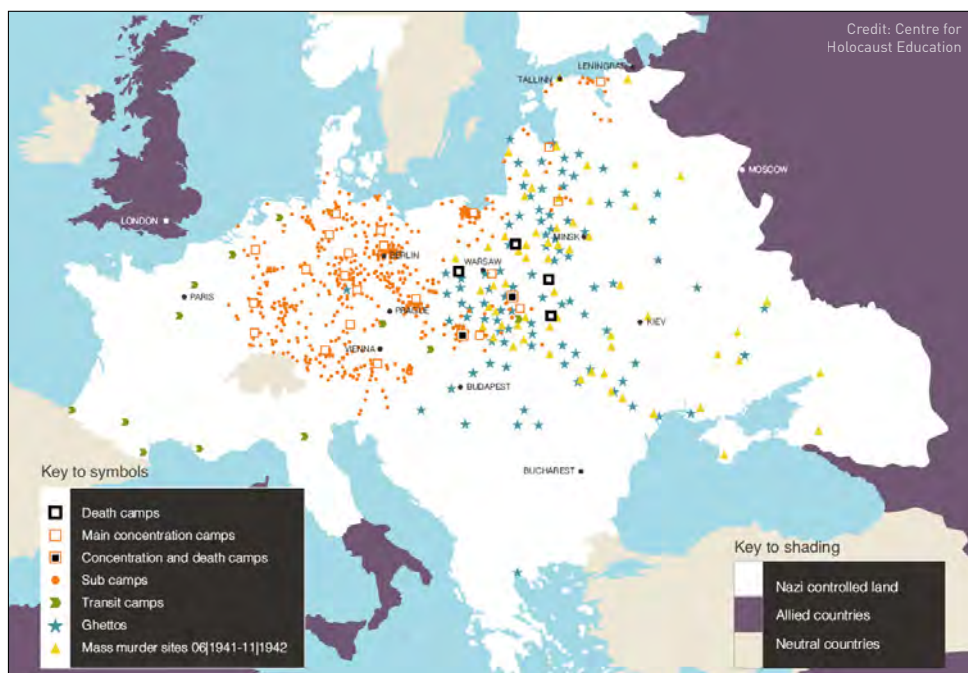 Credit: Centre for
Holocaust Education
LENINGRAD
TALLINN
MOSCOW
LONDON
MINSK
BERLIN
WARSAW
PARIS
PRAGUE
KIEV
VIENNA
BUDAPEST
BUCHAREST
Key to symbols
Death camps
Main concentration camps
Concentration and death camps
Sub camps
Transit camps
Ghettos
Mass murder sites 06|1941-11|1942
Key to shading
Nazi controlled land
Allied countries
Neutral countries